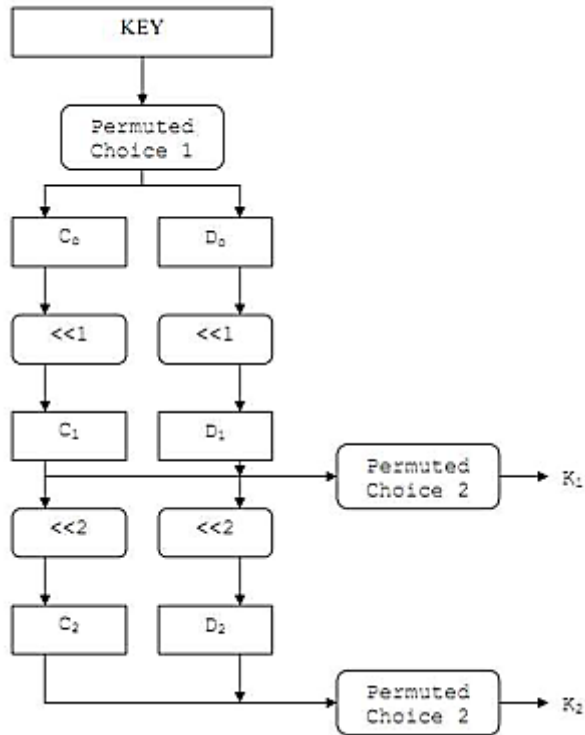 KEY
Permuted
Choice 1
C₀ D₀
<<1 <<1
C₁ D₁
Permuted
Choice 2
K₁
<<2 <<2
C₂ D₂
Permuted
Choice 2
K₂